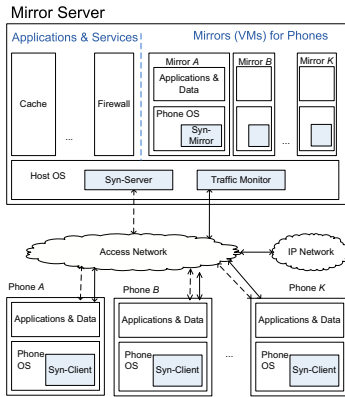 Mirror Server
Applications & Services
Mirrors (VMs) for Phones
Mirror A
Mirror B
Mirror K
Cache
...
Firewall
Applications &
Data
Phone OS
Syn-
Mirror
...
Host OS
Syn-Server
Traffic Monitor
Access Network
IP Network
Phone A
Phone B
Phone K
Applications & Data
Applications & Data
Applications & Data
Phone
OS
Syn-Client
Phone
OS
Syn-Client
...
Phone
OS
Syn-Client